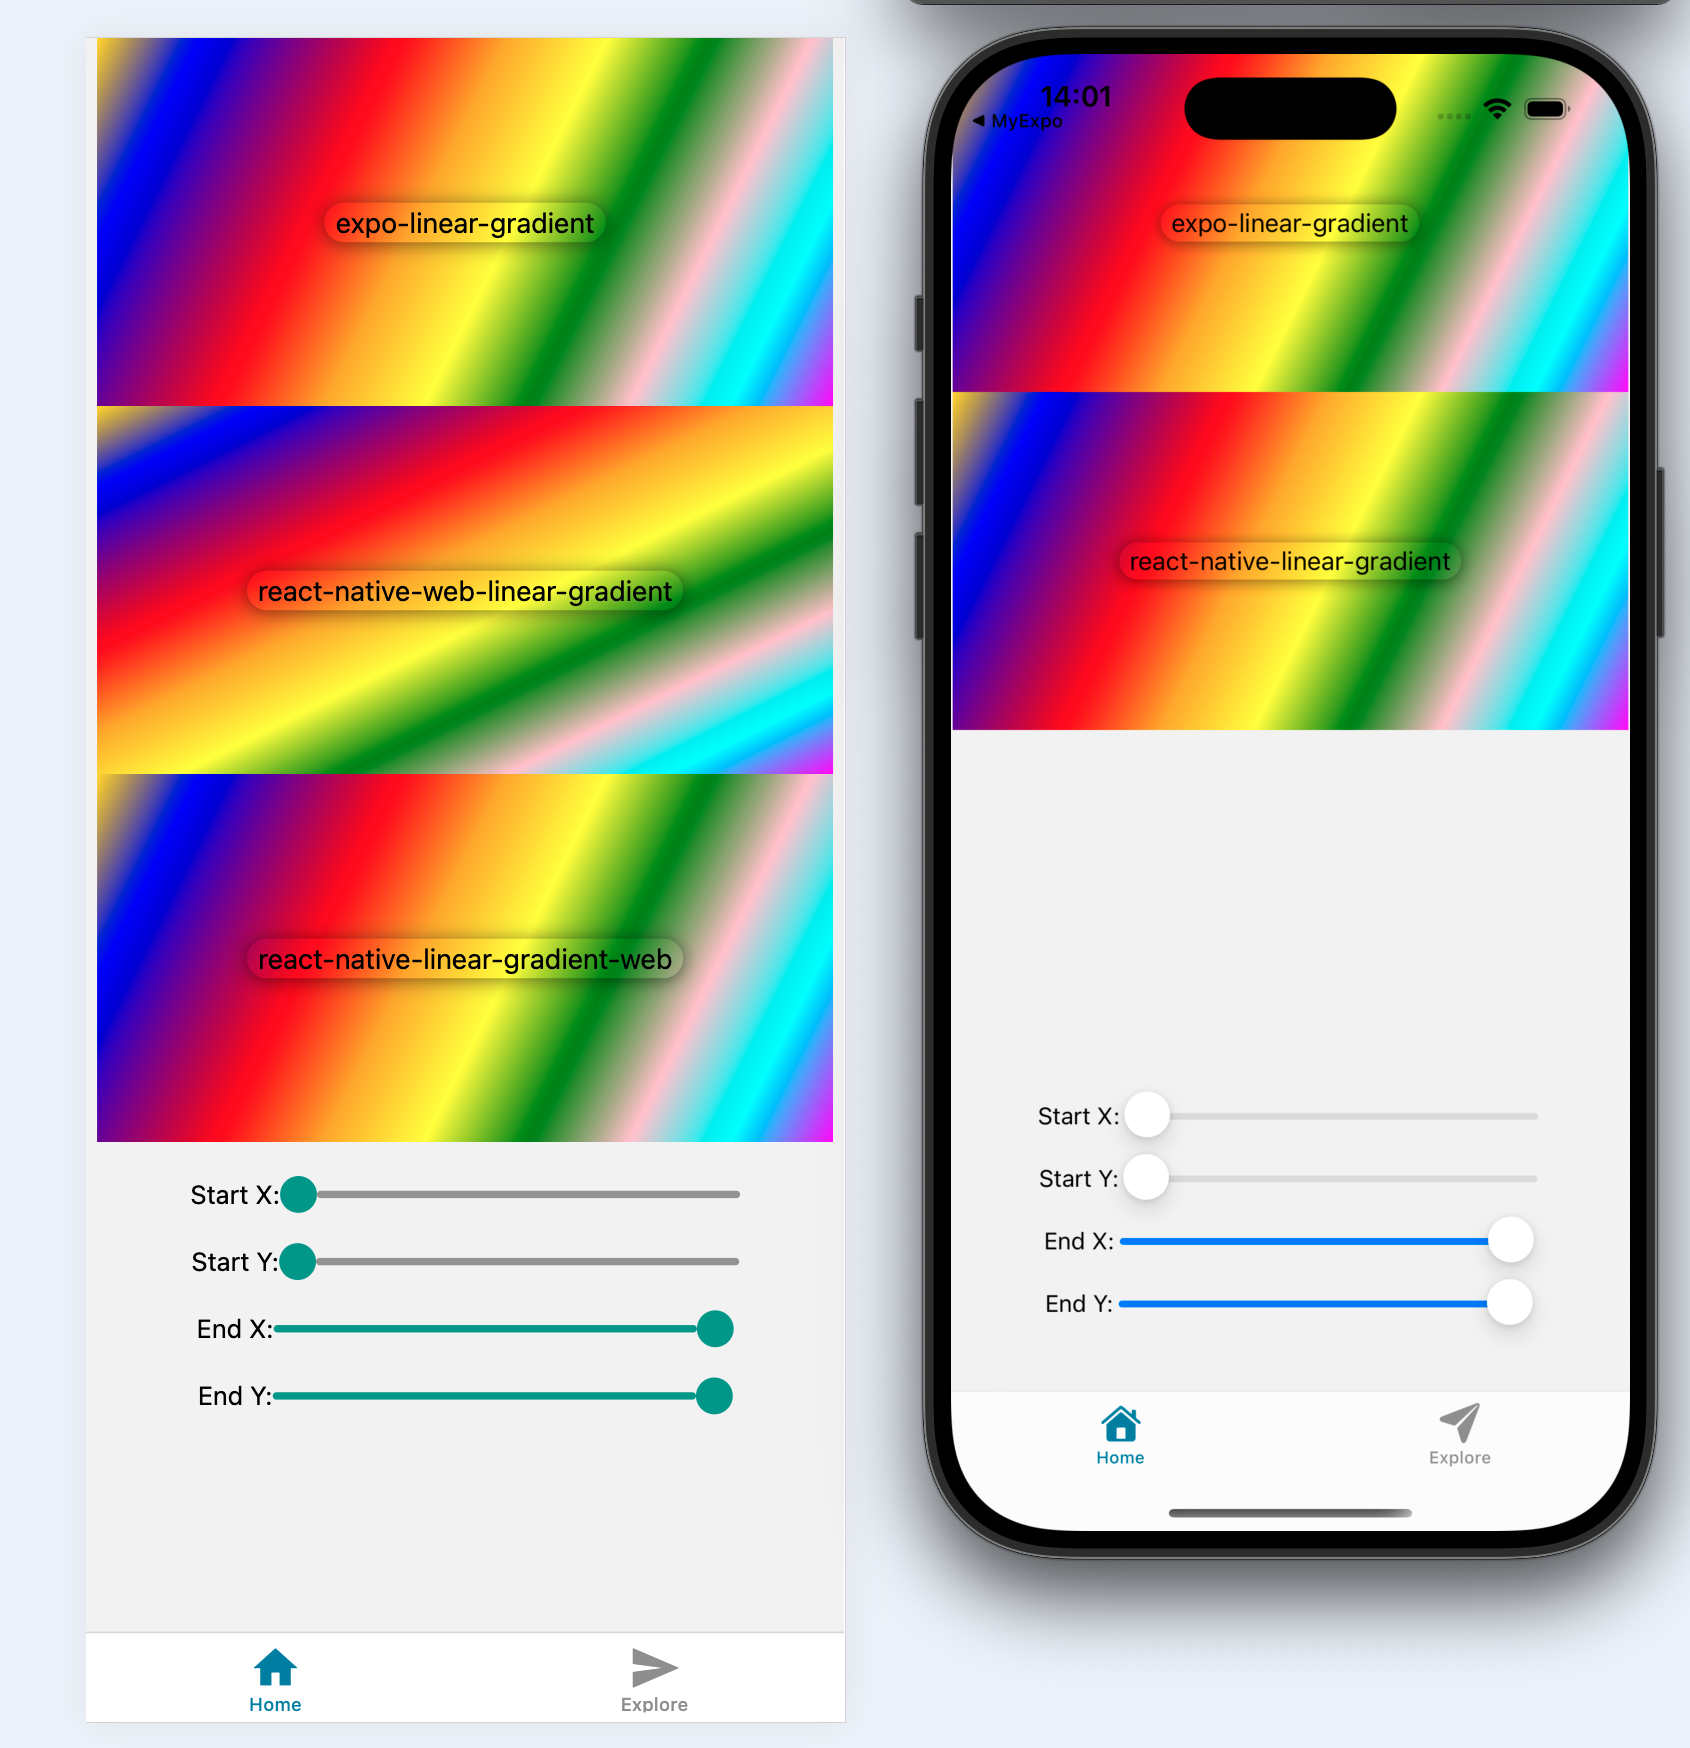 expo-linear-gradient
react-native-web-linear-gradient
react-native-linear-gradient-web
Start X:
Start Y:
End X:
End Y:
Home
Explore
14:01
◀ MyExpo
expo-linear-gradient
react-native-linear-gradient
Start X:
Start Y:
End X:
End Y:
Home
Explore